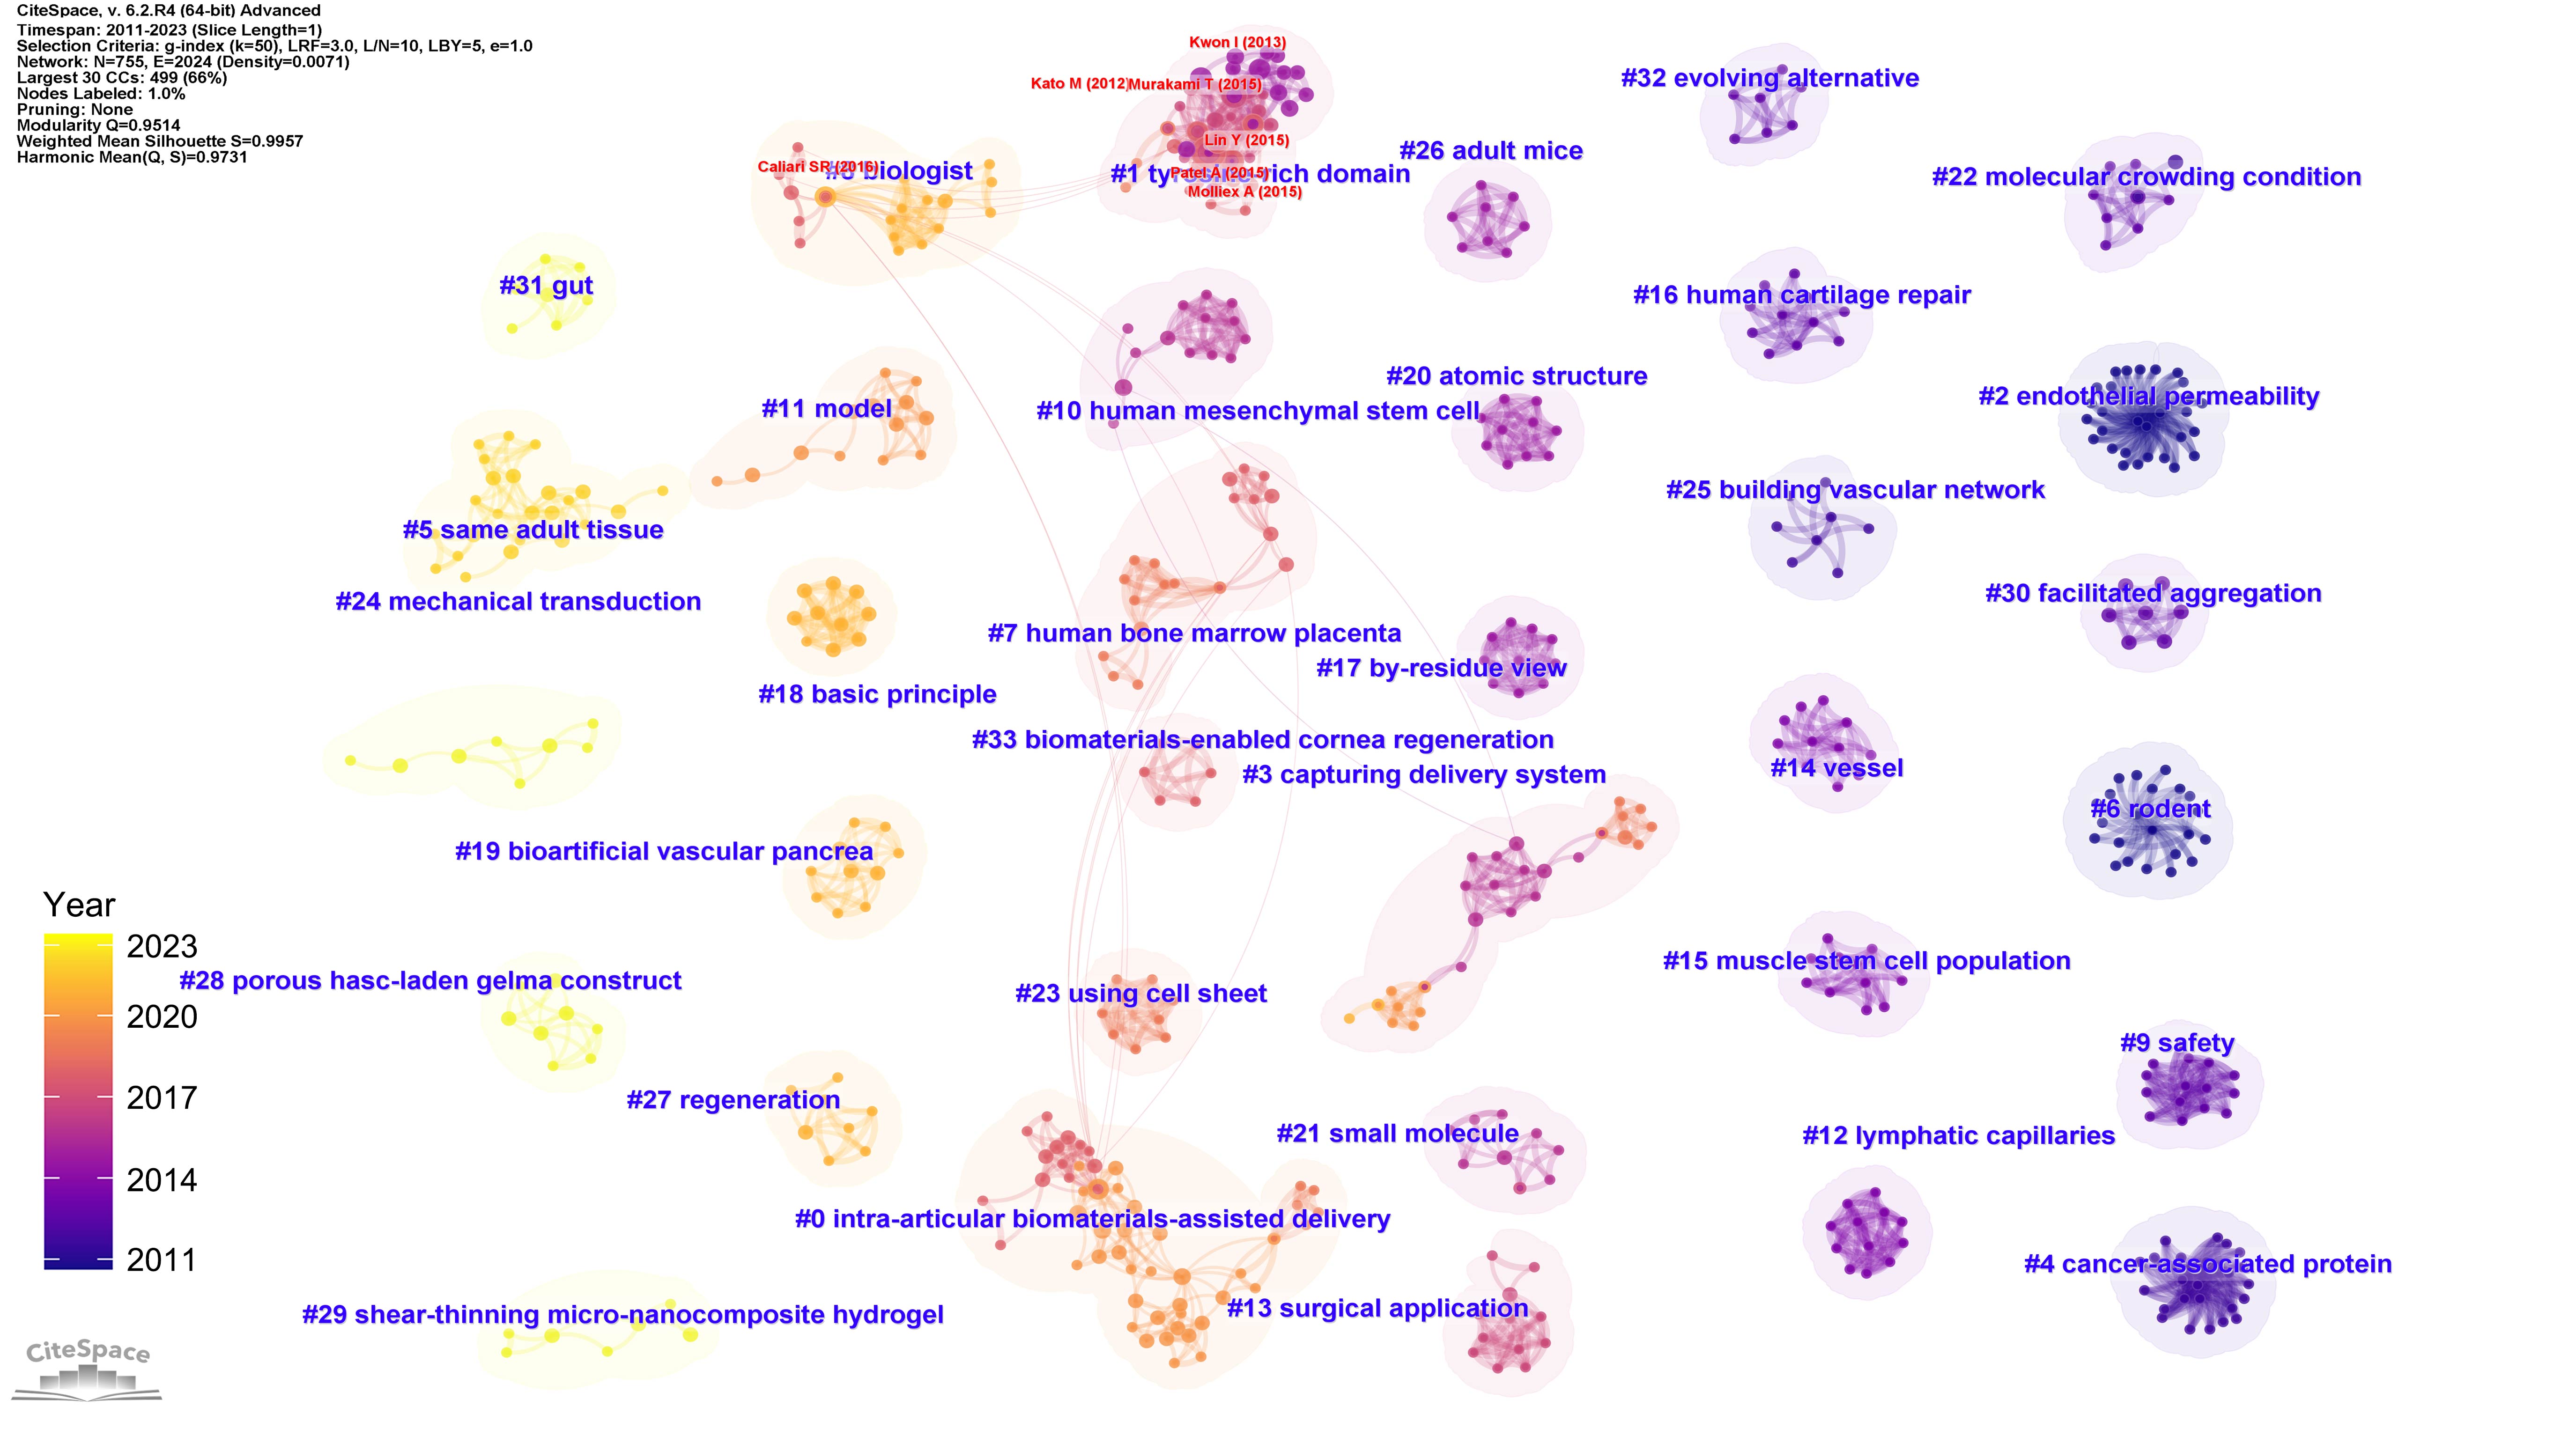 CiteSpace, v. 6.2.R4 (64-bit) Advanced
Timespan: 2011-2023 (Slice Length=1)
Selection Criteria: g-index (k=50), LRF=3.0, L/N=10, LBY=5, e=1.0
Network: N=755, E=2024 (Density=0.0071)
Largest 30 CCs: 499 (66%)
Nodes Labeled: 1.0%
Pruning: None
Modularity Q=0.9514
Weighted Mean Silhouette S=0.9957
Harmonic Mean(Q, S)=0.9731
Kwon I (2013)
Kato M (2012)
Murakami T (2015)
Lin Y (2015)
Patel A (2015)
Molliex A (2015)
Caliari SR (2016)
biologist
#1 rich domain
#32 evolving alternative
#26 adult mice
#22 molecular crowding condition
#31 gut
#16 human cartilage repair
#20 atomic structure
#2 endothelial permeability
#11 model
#10 human mesenchymal stem cell
#25 building vascular network
#5 same adult tissue
#24 mechanical transduction
#30 facilitated aggregation
#7 human bone marrow placenta
#17 by-residue view
#18 basic principle
#33 biomaterials-enabled cornea regeneration
#3 capturing delivery system
#14 vessel
#6 rodent
#19 bioartificial vascular pancrea
#15 muscle stem cell population
#28 porous hasc-laden gelma construct
#23 using cell sheet
#9 safety
#27 regeneration
#21 small molecule
#12 lymphatic capillaries
#0 intra-articular biomaterials-assisted delivery
#4 cancer-associated protein
#13 surgical application
#29 shear-thinning micro-nanocomposite hydrogel
Year
2023
2020
2017
2014
2011
CiteSpace